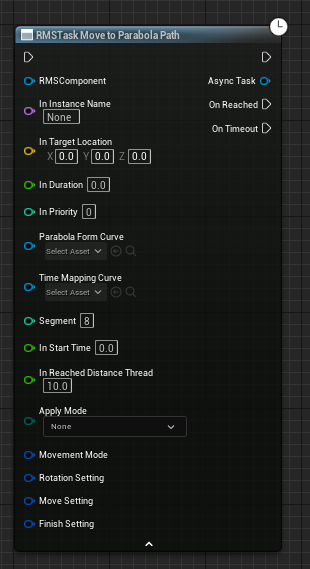 RMSTask Move to Parabola Path
RMSComponent
Async Task
In Instance Name
None
On Reached
On Timeout
In Target Location
X 0.0 Y 0.0 Z 0.0
In Duration 0.0
In Priority 0
Parabola Form Curve
Select Asset
Time Mapping Curve
Select Asset
Segment 8
In Start Time 0.0
In Reached Distance Thread
10.0
Apply Mode
None
Movement Mode
Rotation Setting
Move Setting
Finish Setting